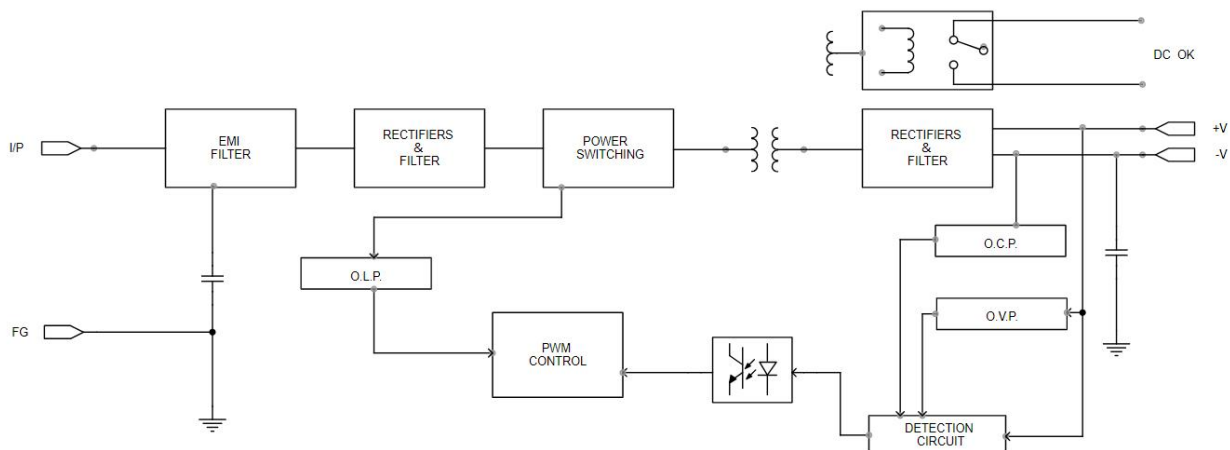 DC OK
I/P
EMI
FILTER
RECTIFIERS
&
FILTER
POWER
SWITCHING
RECTIFIERS
&
FILTER
+V
-V
O.C.P.
O.L.P.
O.V.P.
FG
PWM
CONTROL
DETECTION
CIRCUIT